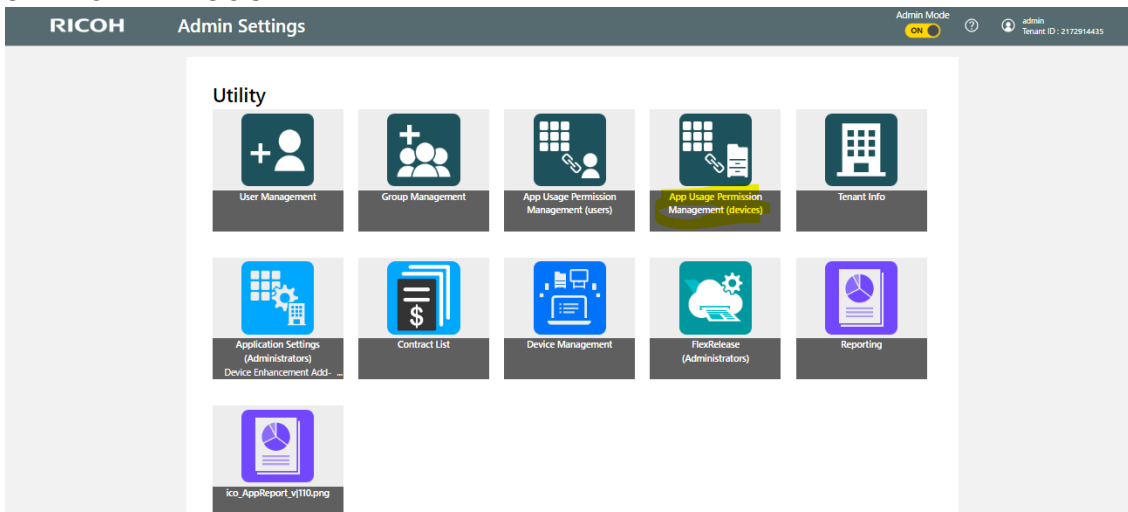 RICOH
Admin Settings
Admin Mode
ON
?
admin
Tenant ID : 2172914435
Utility
User Management
Group Management
App Usage Permission
Management (users)
App Usage Permission
Management (devices)
Tenant Info
$
Application Settings
(Administrators)
Device Enhancement Add- ...
Contract List
Device Management
FlexRelease
(Administrators)
Reporting
ico_AppReport_v|110.png